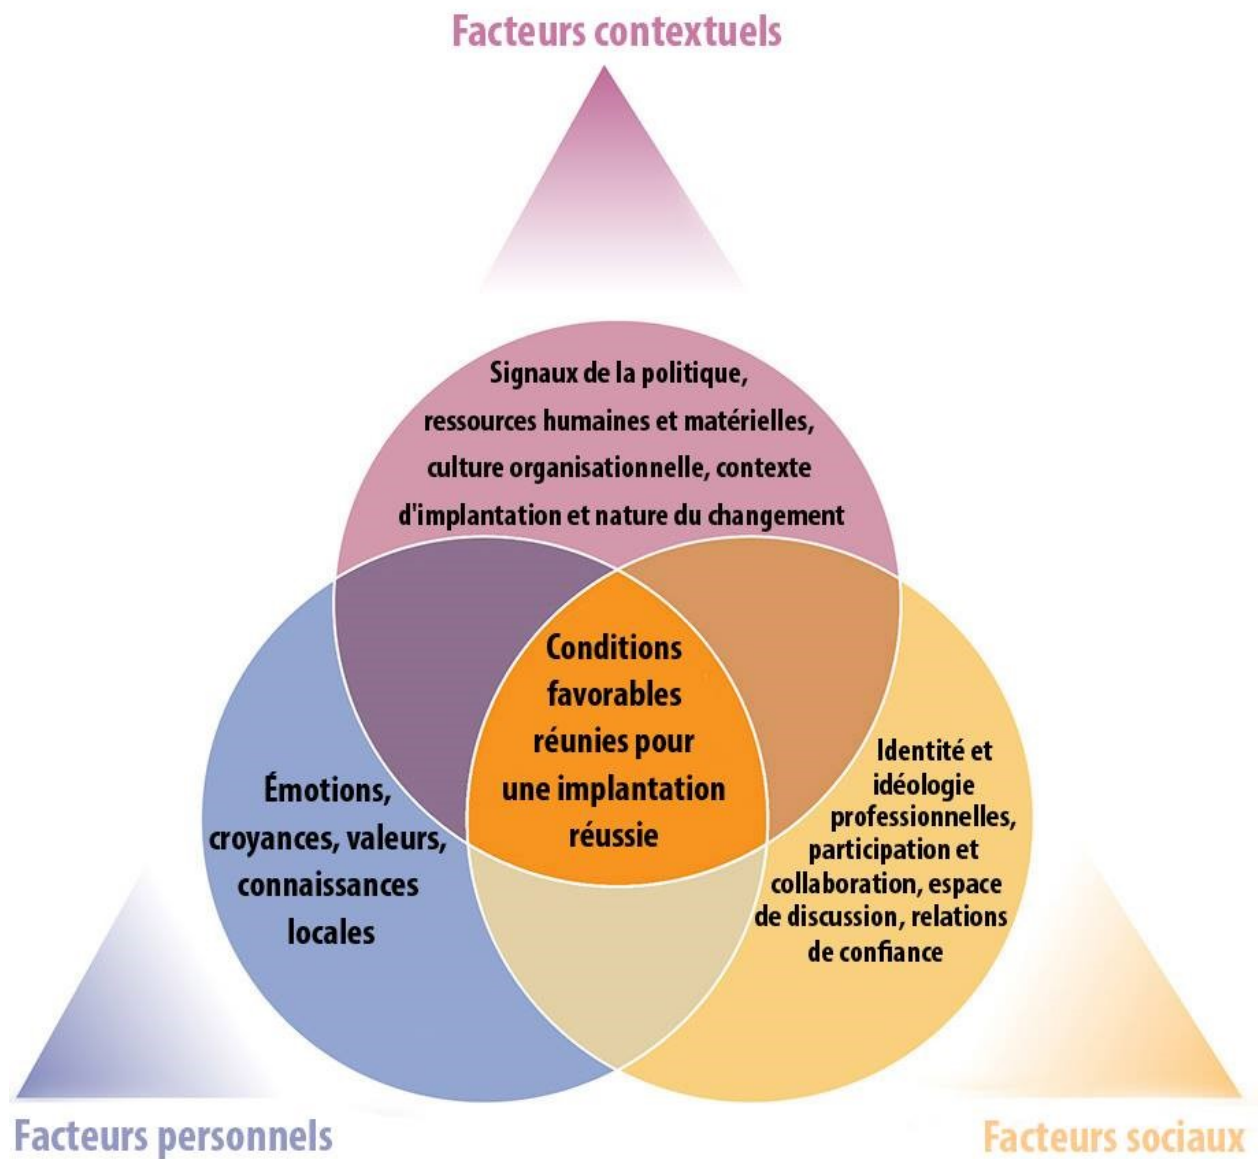 Facteurs contextuels
Signaux de la politique,
ressources humaines et matérielles,
culture organisationnelle, contexte
d'implantation et nature du changement
Conditions
favorables
réunies pour
une implantation
réussie
Émotions,
croyances, valeurs,
connaissances
locales
Identité et
idéologie
professionnelles,
participation et
collaboration, espace
de discussion, relations
de confiance
Facteurs personnels
Facteurs sociaux